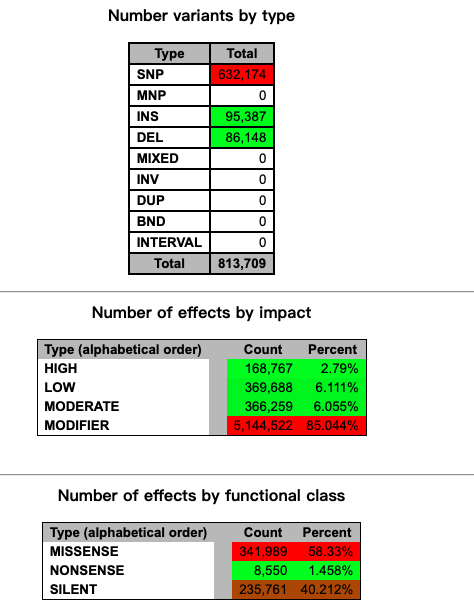 Number variants by type
Type Total
SNP 632,174
MNP 0
INS 95,387
DEL 86,148
MIXED 0
INV 0
DUP 0
BND 0
INTERVAL 0
Total 813,709
Number of effects by impact
Type (alphabetical order) Count Percent
HIGH 168,767 2.79%
LOW 369,688 6.111%
MODERATE 366,259 6.055%
MODIFIER 5,144,522 85.044%
Number of effects by functional class
Type (alphabetical order) Count Percent
MISSENSE 341,989 58.33%
NONSENSE 8,550 1.458%
SILENT 235,761 40.212%